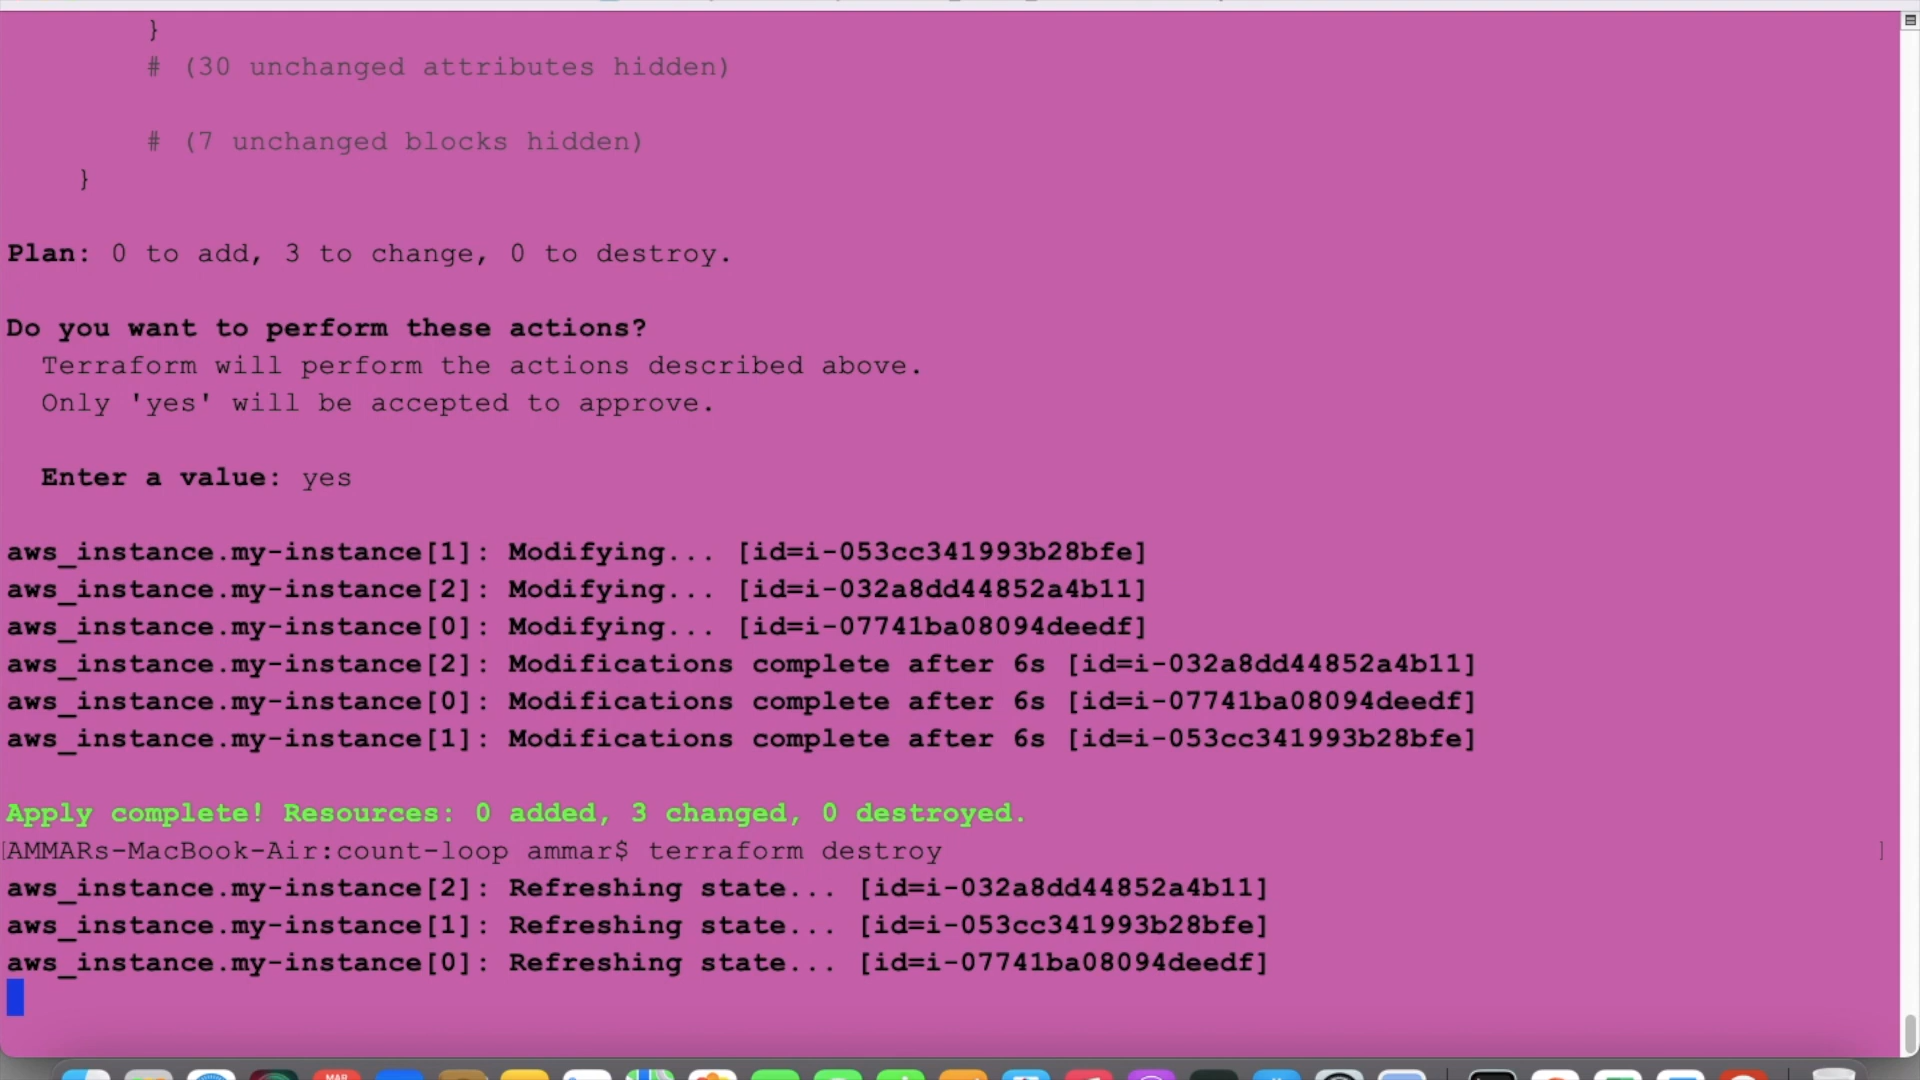 }
# (30 unchanged attributes hidden)
# (7 unchanged blocks hidden)
}
Plan: 0 to add, 3 to change, 0 to destroy.
Do you want to perform these actions?
Terraform will perform the actions described above.
Only 'yes' will be accepted to approve.
Enter a value: yes
aws_instance.my-instance[1]: Modifying... [id=i-053cc341993b28bfe]
aws_instance.my-instance[2]: Modifying... [id=i-032a8dd44852a4b11]
aws_instance.my-instance[0]: Modifying... [id=i-07741ba08094deedf]
aws_instance.my-instance[2]: Modifications complete after 6s [id=i-032a8dd44852a4b11]
aws_instance.my-instance[0]: Modifications complete after 6s [id=i-07741ba08094deedf]
aws_instance.my-instance[1]: Modifications complete after 6s [id=i-053cc341993b28bfe]
Apply complete! Resources: 0 added, 3 changed, 0 destroyed.
[AMMARs-MacBook-Air:count-loop ammar$ terraform destroy ]
aws_instance.my-instance[2]: Refreshing state... [id=i-032a8dd44852a4b11]
aws_instance.my-instance[1]: Refreshing state... [id=i-053cc341993b28bfe]
aws_instance.my-instance[0]: Refreshing state... [id=i-07741ba08094deedf]
MAR